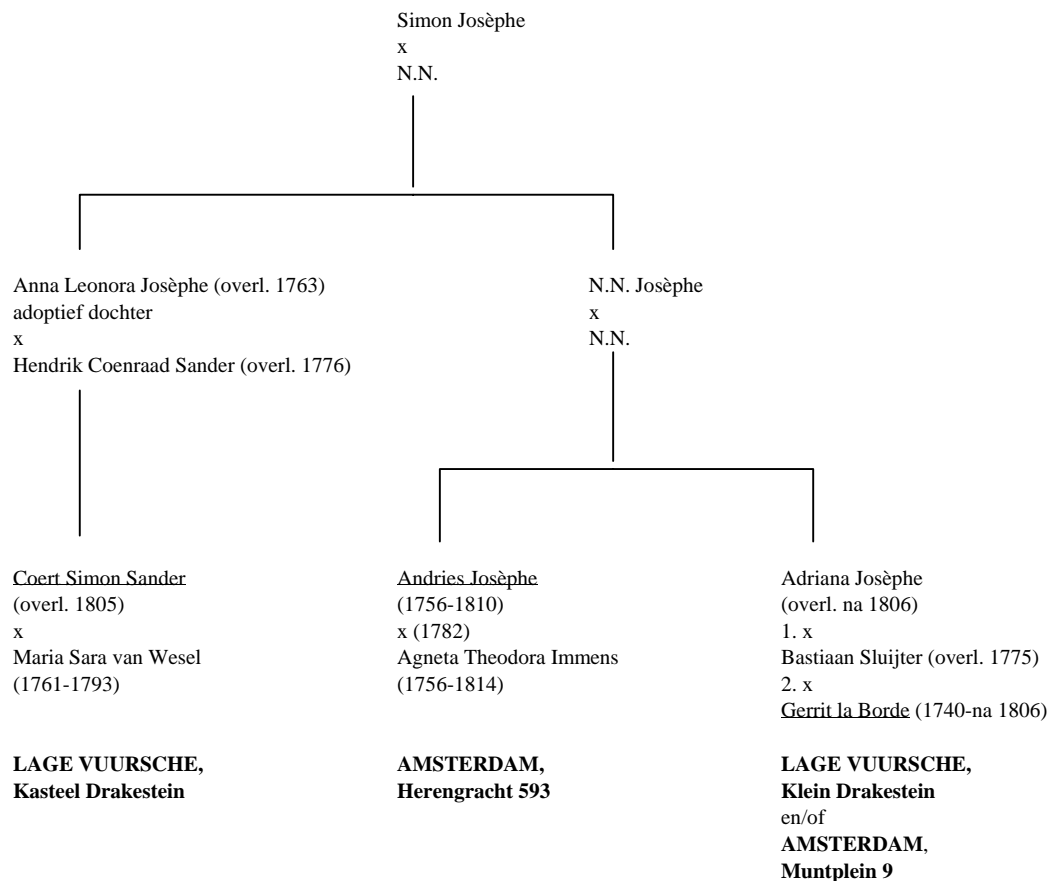 Simon Josèphe
x
N.N.
Anna Leonora Josèphe (overl. 1763)
adoptief dochter
x
Hendrik Coenraad Sander (overl. 1776)
N.N. Josèphe
x
N.N.
Coert Simon Sander
(overl. 1805)
x
Maria Sara van Wesel
(1761-1793)
LAGE VUURSCHE,
Kasteel Drakestein
Andries Josèphe
(1756-1810)
x (1782)
Agneta Theodora Immens
(1756-1814)
AMSTERDAM,
Herengracht 593
Adriana Josèphe
(overl. na 1806)
1. x
Bastiaan Sluijter (overl. 1775)
2. x
Gerrit la Borde (1740-na 1806)
LAGE VUURSCHE,
Klein Drakestein
en/of
AMSTERDAM,
Muntplein 9